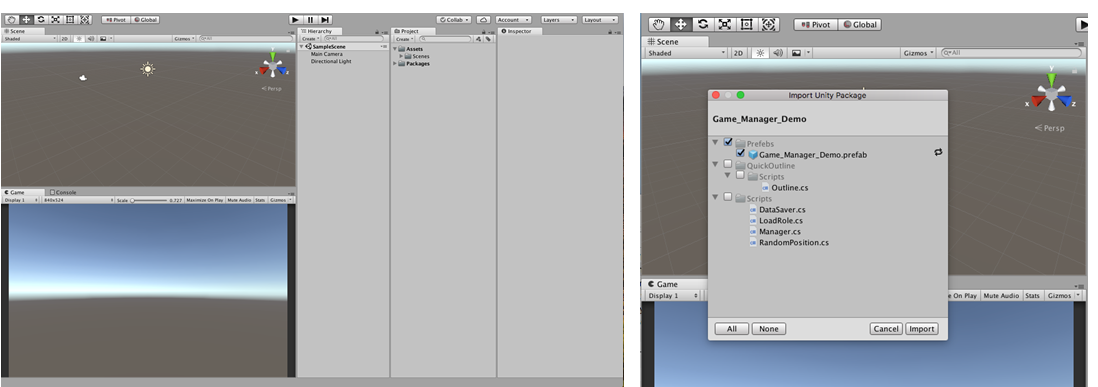 Pivot Global Collab Account Layers Layout
Scene Hierarchy Project Inspector
Shaded 2D Gizmos All Create All Create
SampleScene
Main Camera
Directional Light
Assets
Scenes
Packages
Persp
x y z
Game Console
Display 1 640x524 Scale 0.727 Maximize On Play Mute Audio Stats Gizmos
Pivot Global
Scene
Shaded 2D Gizmos All
Import Unity Package
Game_Manager_Demo
Prefebs
Game_Manager_Demo.prefab
QuickOutline
Scripts
Outline.cs
Scripts
DataSaver.cs
LoadRole.cs
Manager.cs
RandomPosition.cs
All None Cancel Import
y
x z
Persp
Game
Display 1 e On Play Mute Audio Stats Gizmos